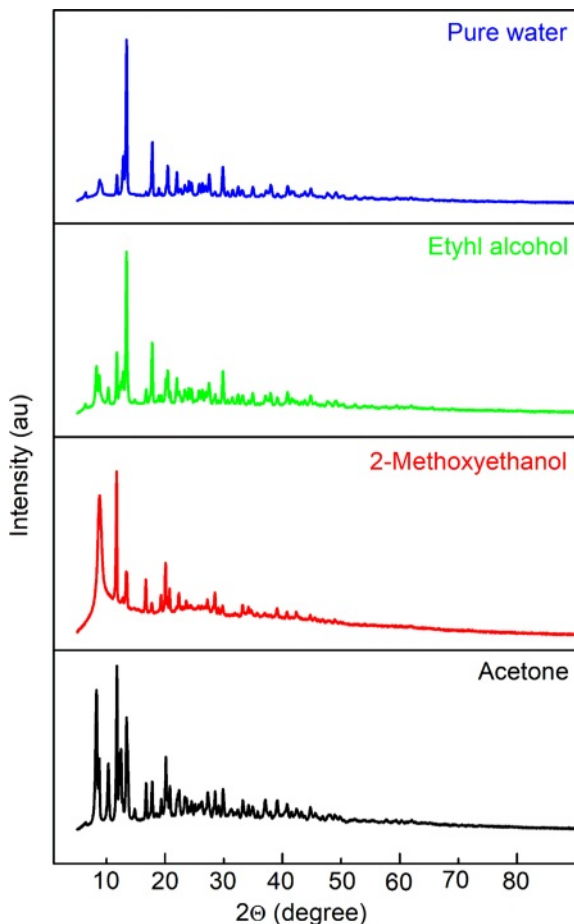 Pure water
Etyhl alcohol
2-Methoxyethanol
Acetone
Intensity (au)
10 20 30 40 50 60 70 80
2Θ (degree)